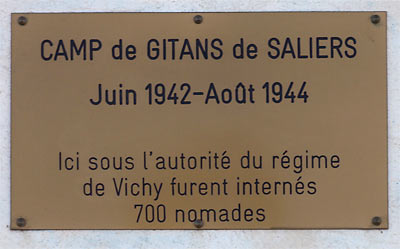 CAMP de GITANS de SALIERS
Juin 1942-Août 1944
Ici sous l'autorité du régime
de Vichy furent internés
700 nomades